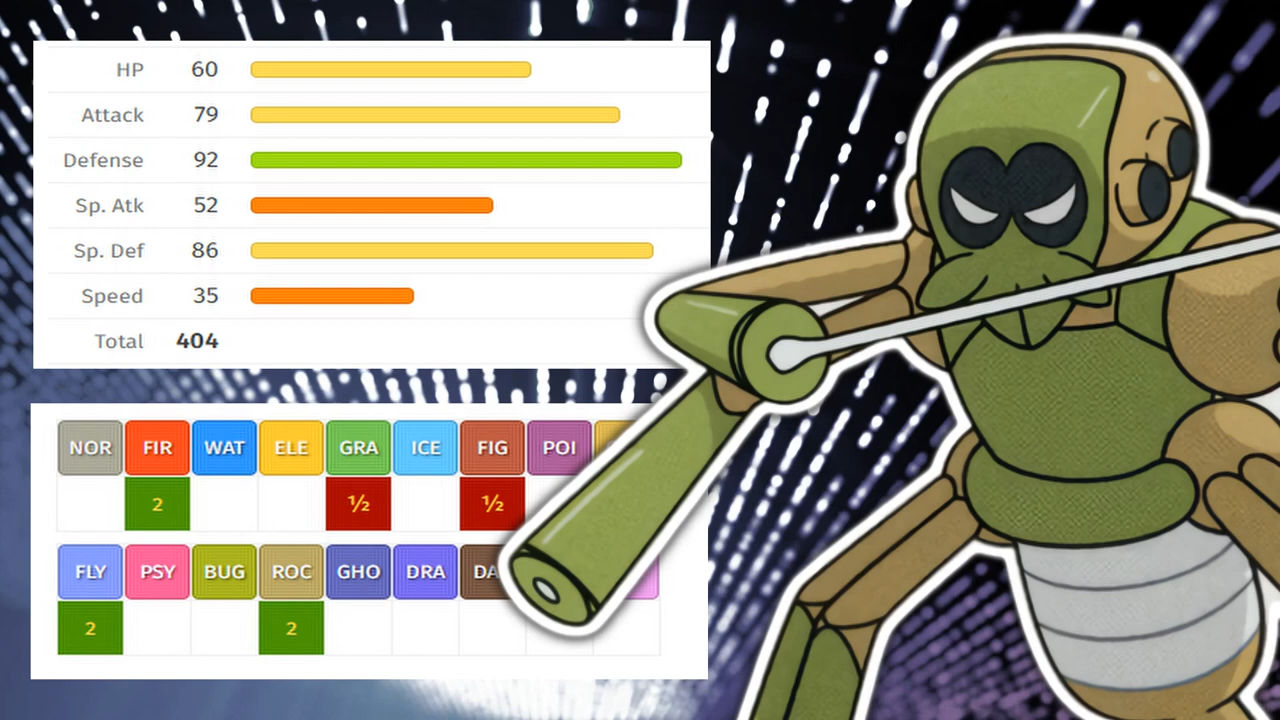 HP 60
Attack 79
Defense 92
Sp. Atk 52
Sp. Def 86
Speed 35
Total 404
NOR FIR WAT ELE GRA ICE FIG POI
2 ½ ½
FLY PSY BUG ROC GHO DRA
2 2